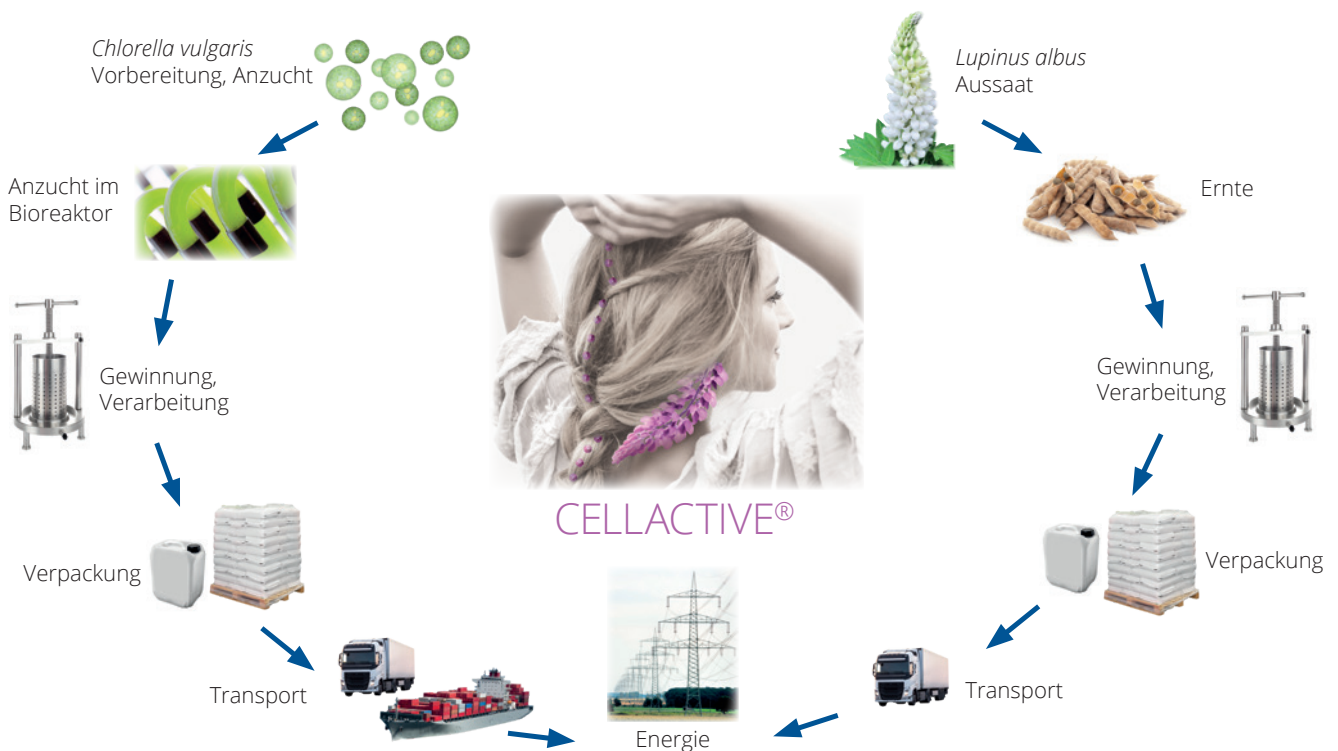 Chlorella vulgaris
Vorbereitung, Anzucht
Anzucht im
Bioreaktor
Gewinnung,
Verarbeitung
Verpackung
Transport
Lupinus albus
Aussaat
Ernte
Gewinnung,
Verarbeitung
Verpackung
Transport
CELLACTIVE®
Energie